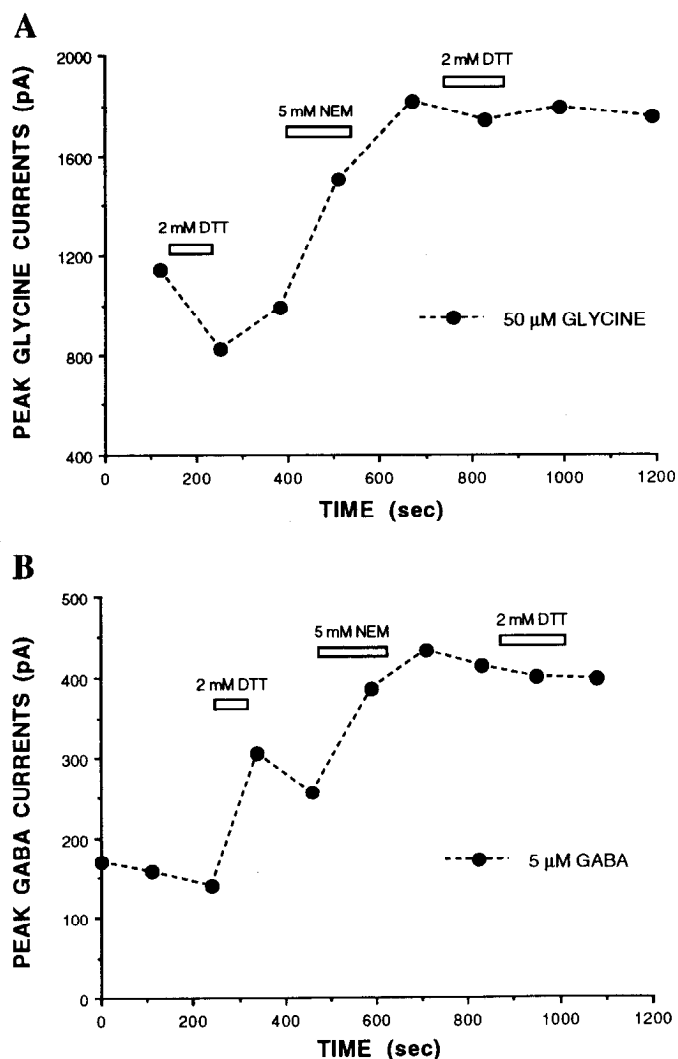 A
PEAK GLYCINE CURRENTS (pA)
2000
1600
1200
800
400
2 mM DTT
5 mM NEM
2 mM DTT
50 µM GLYCINE
0 200 400 600 800 1000 1200
TIME (sec)
B
PEAK GABA CURRENTS (pA)
500
400
300
200
100
0
2 mM DTT
5 mM NEM
2 mM DTT
5 µM GABA
0 200 400 600 800 1000 1200
TIME (sec)